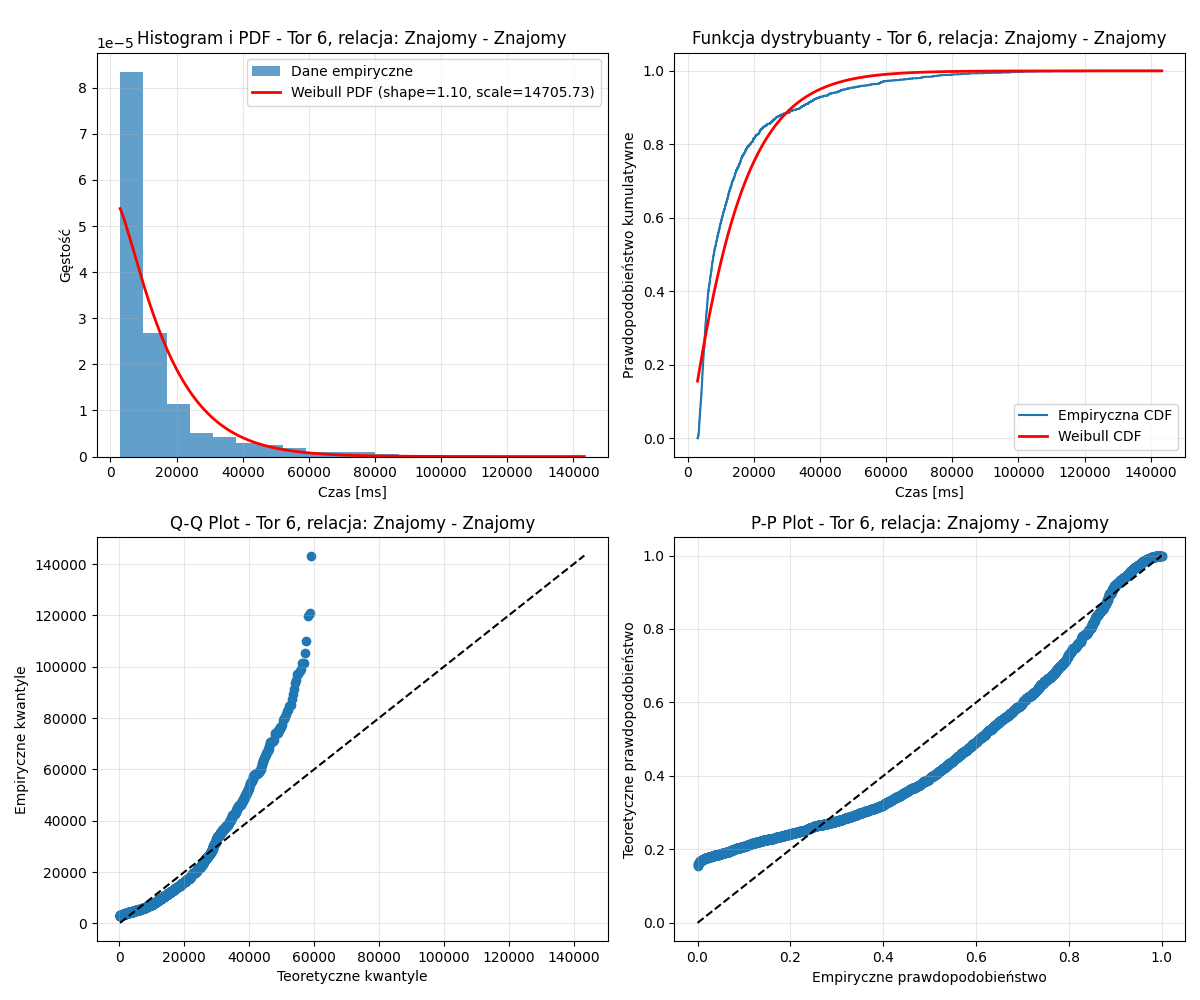 Histogram i PDF - Tor 6, relacja: Znajomy - Znajomy
1e−5
Dane empiryczne
Weibull PDF (shape=1.10, scale=14705.73)
8
7
6
5
4
3
2
1
0
Gęstość
0 20000 40000 60000 80000 100000 120000 140000
Czas [ms]
Funkcja dystrybuanty - Tor 6, relacja: Znajomy - Znajomy
1.0
0.8
0.6
0.4
0.2
0.0
Prawdopodobieństwo kumulatywne
Empiryczna CDF
Weibull CDF
0 20000 40000 60000 80000 100000 120000 140000
Czas [ms]
Q-Q Plot - Tor 6, relacja: Znajomy - Znajomy
140000
120000
100000
80000
60000
40000
20000
0
Empiryczne kwantyle
0 20000 40000 60000 80000 100000 120000 140000
Teoretyczne kwantyle
P-P Plot - Tor 6, relacja: Znajomy - Znajomy
1.0
0.8
0.6
0.4
0.2
0.0
Teoretyczne prawdopodobieństwo
0.0 0.2 0.4 0.6 0.8 1.0
Empiryczne prawdopodobieństwo